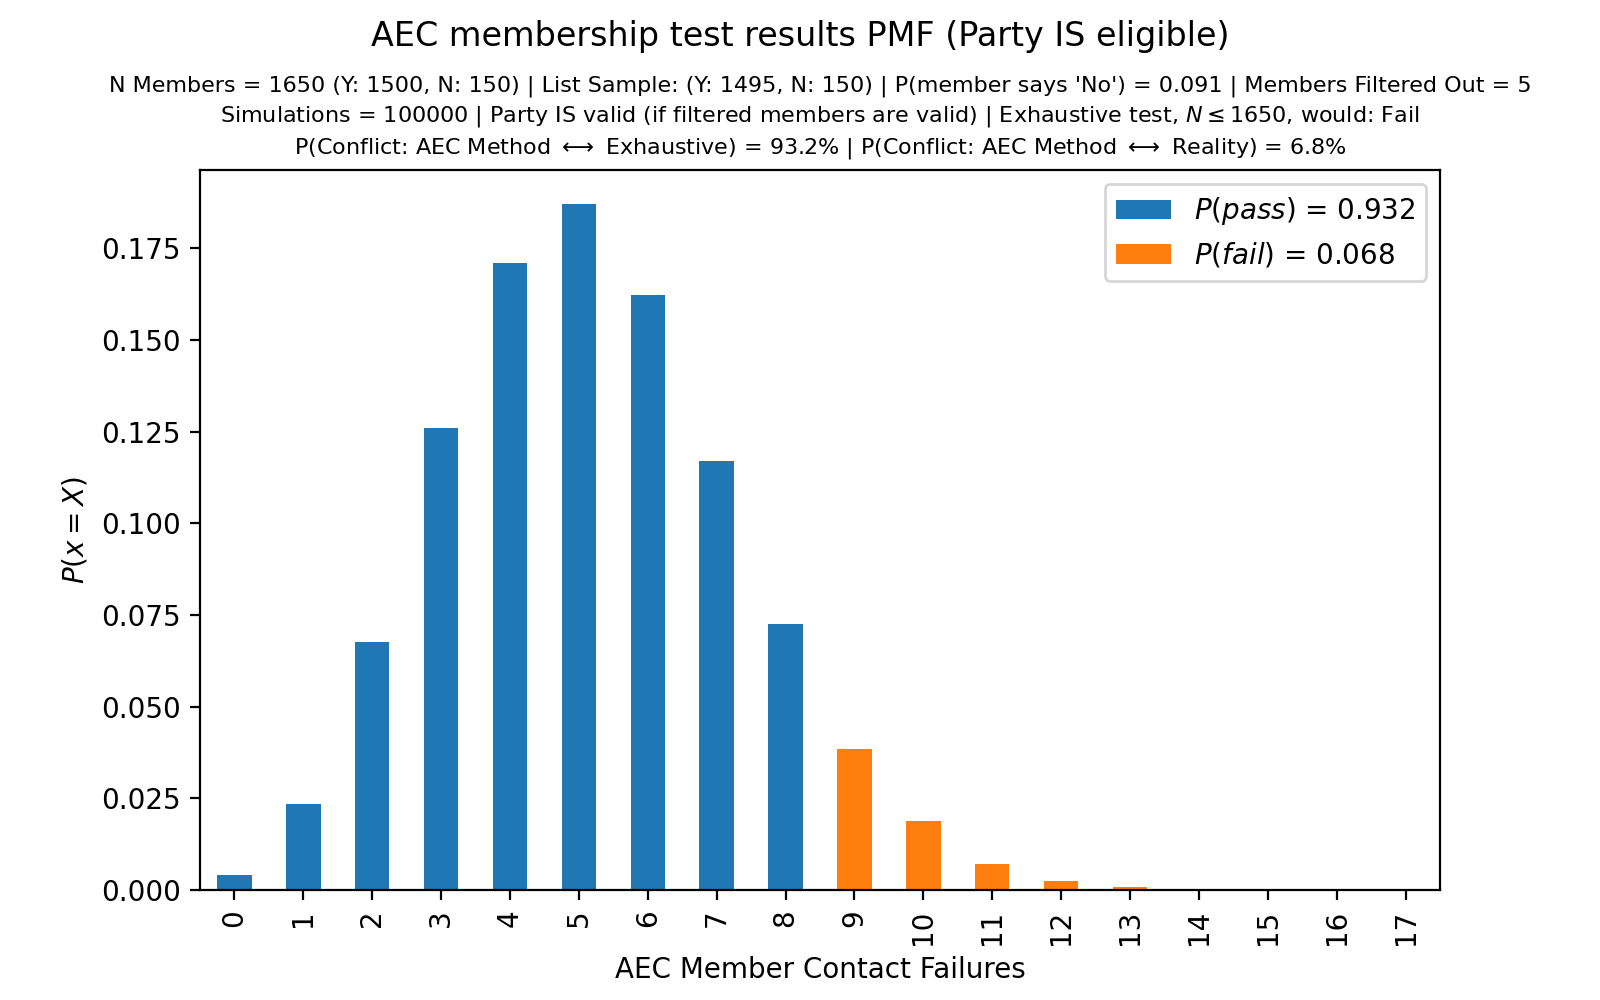 AEC membership test results PMF (Party IS eligible)
N Members = 1650 (Y: 1500, N: 150) | List Sample: (Y: 1495, N: 150) | P(member says 'No') = 0.091 | Members Filtered Out = 5
Simulations = 100000 | Party IS valid (if filtered members are valid) | Exhaustive test, N ≤ 1650, would: Fail
P(Conflict: AEC Method ⟷ Exhaustive) = 93.2% | P(Conflict: AEC Method ⟷ Reality) = 6.8%
P(pass) = 0.932
P(fail) = 0.068
0.175
0.150
0.125
0.100
0.075
0.050
0.025
0.000
P(x = X)
0 1 2 3 4 5 6 7 8 9 10 11 12 13 14 15 16 17
AEC Member Contact Failures